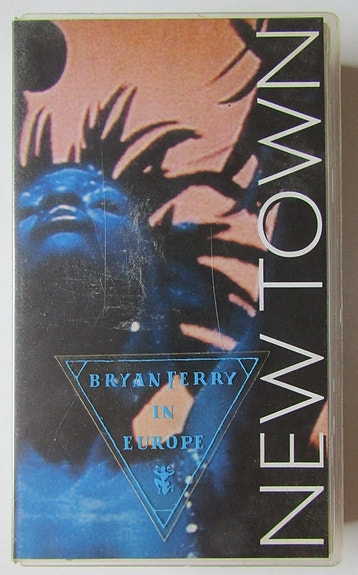 NEW TOWN
BRYAN FERRY
IN
EUROPE